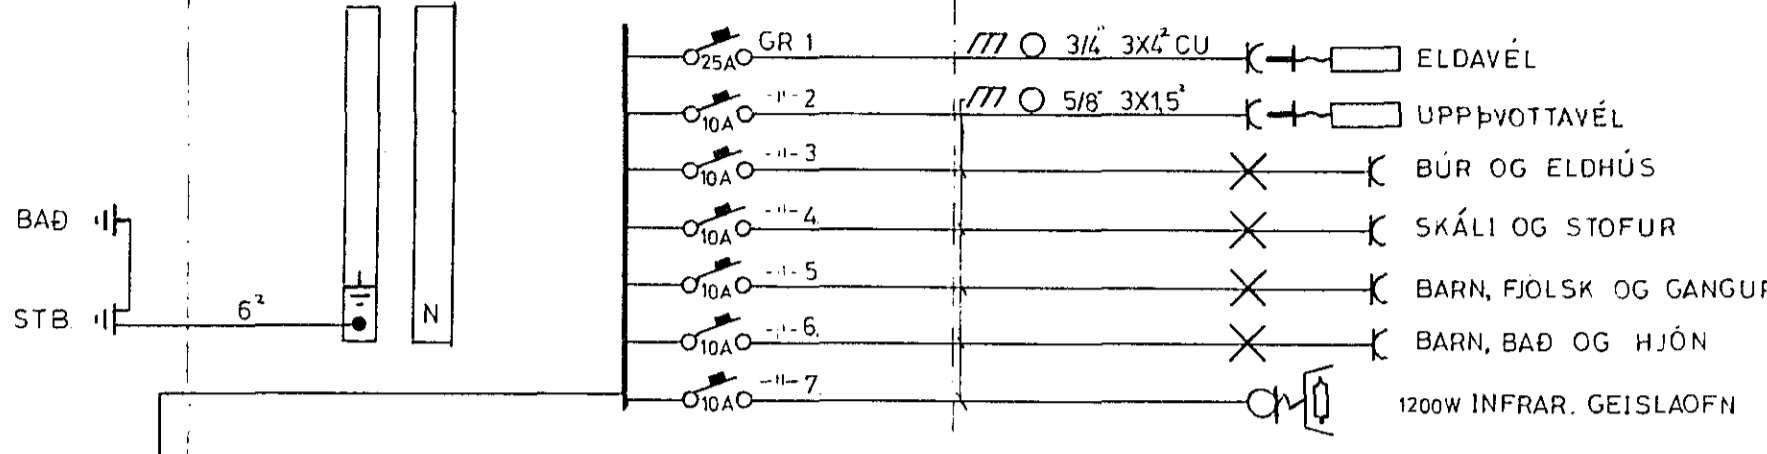 GR 1 3/4" 3X4² CU ELDAVÉL
25A
-"-2 5/8" 3X1,5² UPPÞVOTTAVÉL
10A
-"-3 BÚR OG ELDHÚS
10A
BAÐ -"-4. SKÁLI OG STOFUR
10A
-"-5 BARN, FJÖLSK OG GANGUR
10A
STB. 6² N -"-6. BARN, BAÐ OG HJÓN
10A
-"-7 1200W INFRAR. GEISLAOFN
10A